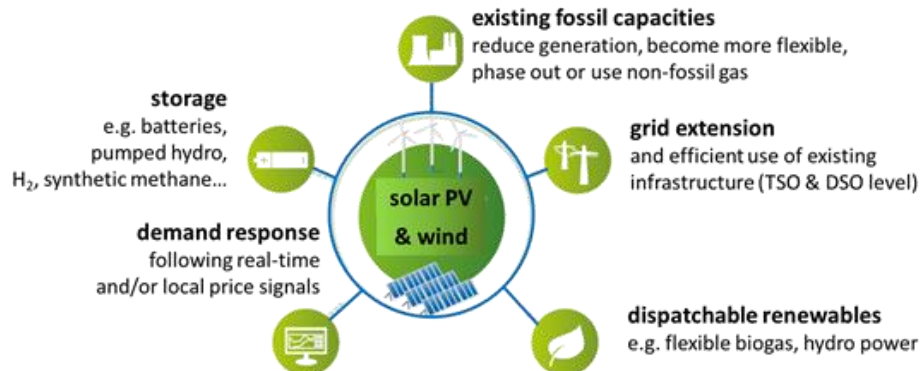 existing fossil capacities
reduce generation, become more flexible,
phase out or use non-fossil gas
storage
e.g. batteries,
pumped hydro,
H₂, synthetic methane…
grid extension
and efficient use of existing
infrastructure (TSO & DSO level)
solar PV
& wind
demand response
following real-time
and/or local price signals
dispatchable renewables
e.g. flexible biogas, hydro power